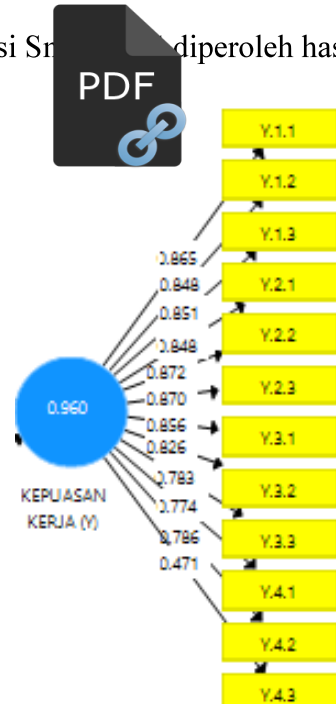 si Sm diperoleh has
PDF
Y.1.1
Y.1.2
Y.1.3
Y.2.1
Y.2.2
Y.2.3
Y.3.1
Y.3.2
Y.3.3
Y.4.1
Y.4.2
Y.4.3
0.865
0.848
0.851
0.848
0.872
0.870
0.856
0.826
0.783
0.774
0.786
0.471
0.960
KEPUASAN
KERJA (Y)